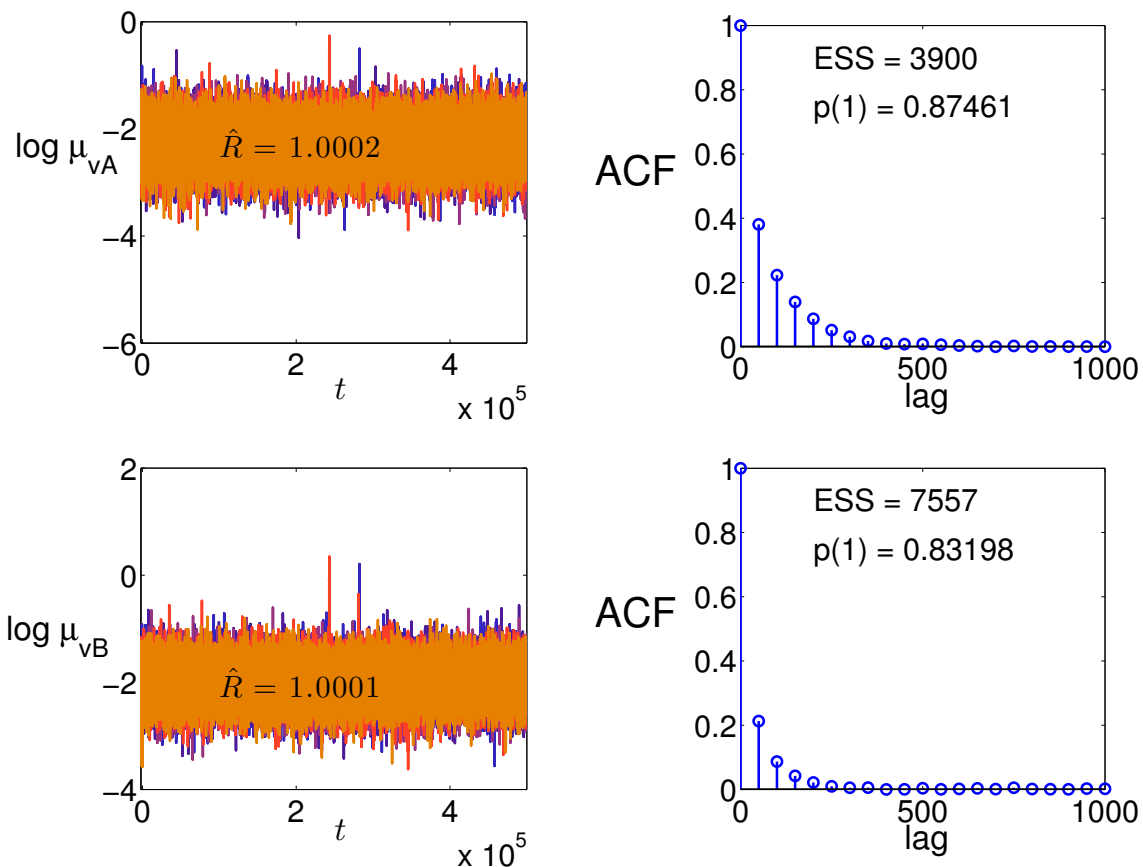 0
−2
−4
−6
log μvA
R̂ = 1.0002
0 2 4
t
x 10^5
1
0.8
0.6
0.4
0.2
0
ACF
ESS = 3900
p(1) = 0.87461
0 500 1000
lag
2
0
−2
−4
log μvB
R̂ = 1.0001
0 2 4
t
x 10^5
1
0.8
0.6
0.4
0.2
0
ACF
ESS = 7557
p(1) = 0.83198
0 500 1000
lag